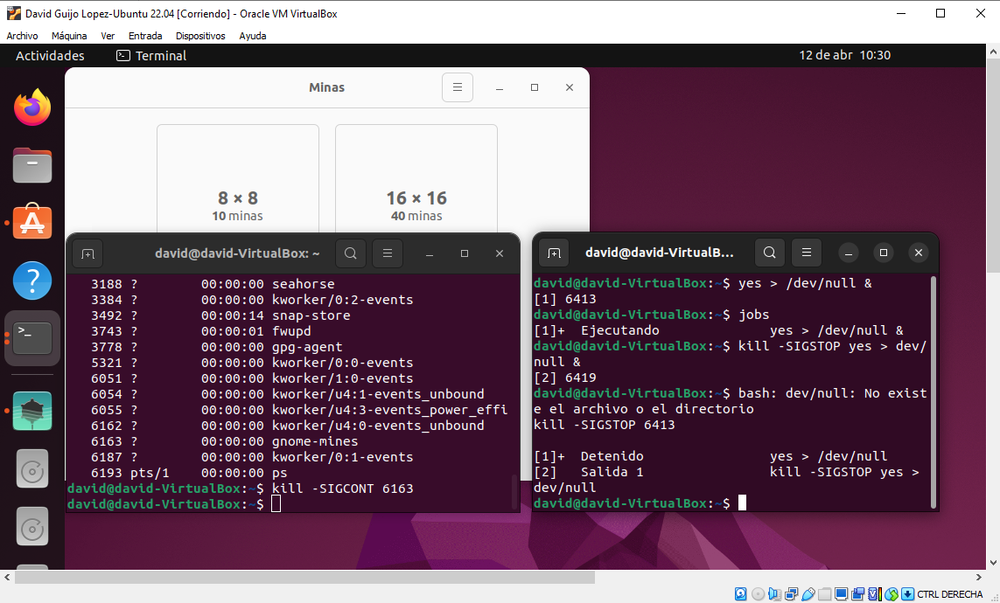 David Guijo Lopez-Ubuntu 22.04 [Corriendo] - Oracle VM VirtualBox
Archivo Máquina Ver Entrada Dispositivos Ayuda
Actividades Terminal 12 de abr 10:30
Minas
8 × 8
10 minas
16 × 16
40 minas
david@david-VirtualBox: ~
3188 ? 00:00:00 seahorse
3384 ? 00:00:00 kworker/0:2-events
3492 ? 00:00:14 snap-store
3743 ? 00:00:01 fwupd
3778 ? 00:00:00 gpg-agent
5321 ? 00:00:00 kworker/0:0-events
6051 ? 00:00:00 kworker/1:0-events
6054 ? 00:00:00 kworker/u4:1-events_unbound
6055 ? 00:00:00 kworker/u4:3-events_power_effi
6162 ? 00:00:00 kworker/u4:0-events_unbound
6163 ? 00:00:00 gnome-mines
6187 ? 00:00:00 kworker/0:1-events
6193 pts/1 00:00:00 ps
david@david-VirtualBox:~$ kill -SIGCONT 6163
david@david-VirtualBox:~$
david@david-VirtualB...
david@david-VirtualBox:~$ yes > /dev/null &
[1] 6413
david@david-VirtualBox:~$ jobs
[1]+ Ejecutando yes > /dev/null &
david@david-VirtualBox:~$ kill -SIGSTOP yes > dev/
null &
[2] 6419
david@david-VirtualBox:~$ bash: dev/null: No exist
e el archivo o el directorio
kill -SIGSTOP 6413
[1]+ Detenido yes > /dev/null
[2] Salida 1 kill -SIGSTOP yes >
dev/null
david@david-VirtualBox:~$
CTRL DERECHA